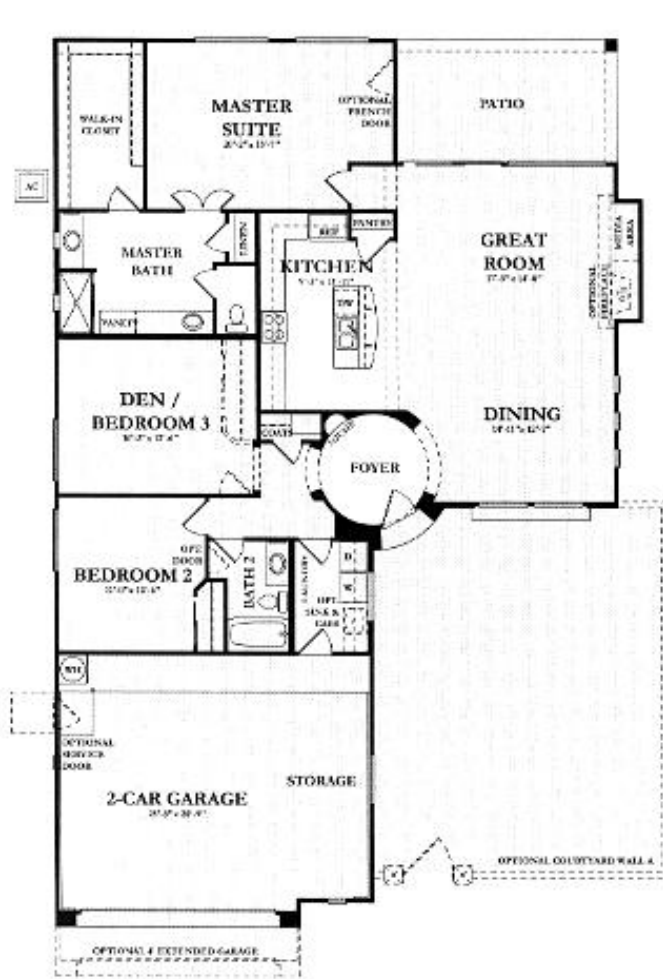 WALK-IN
CLOSET
MASTER
SUITE
OPTIONAL
FRENCH
DOOR
PATIO
AC
MASTER
BATH
LINEN
PANTRY
REF
KITCHEN
DW
GREAT
ROOM
MEDIA
AREA
OPTIONAL
FIREPLACE
VANITY
DEN /
BEDROOM 3
COATS
FOYER
DINING
OPT.
DOOR
BEDROOM 2
BATH 2
LAUNDRY
D
W
OPT
SINK &
CABS
WH
OPTIONAL
SERVICE
DOOR
STORAGE
2-CAR GARAGE
OPTIONAL COURTYARD WALL A
OPTIONAL 4' EXTENDED GARAGE